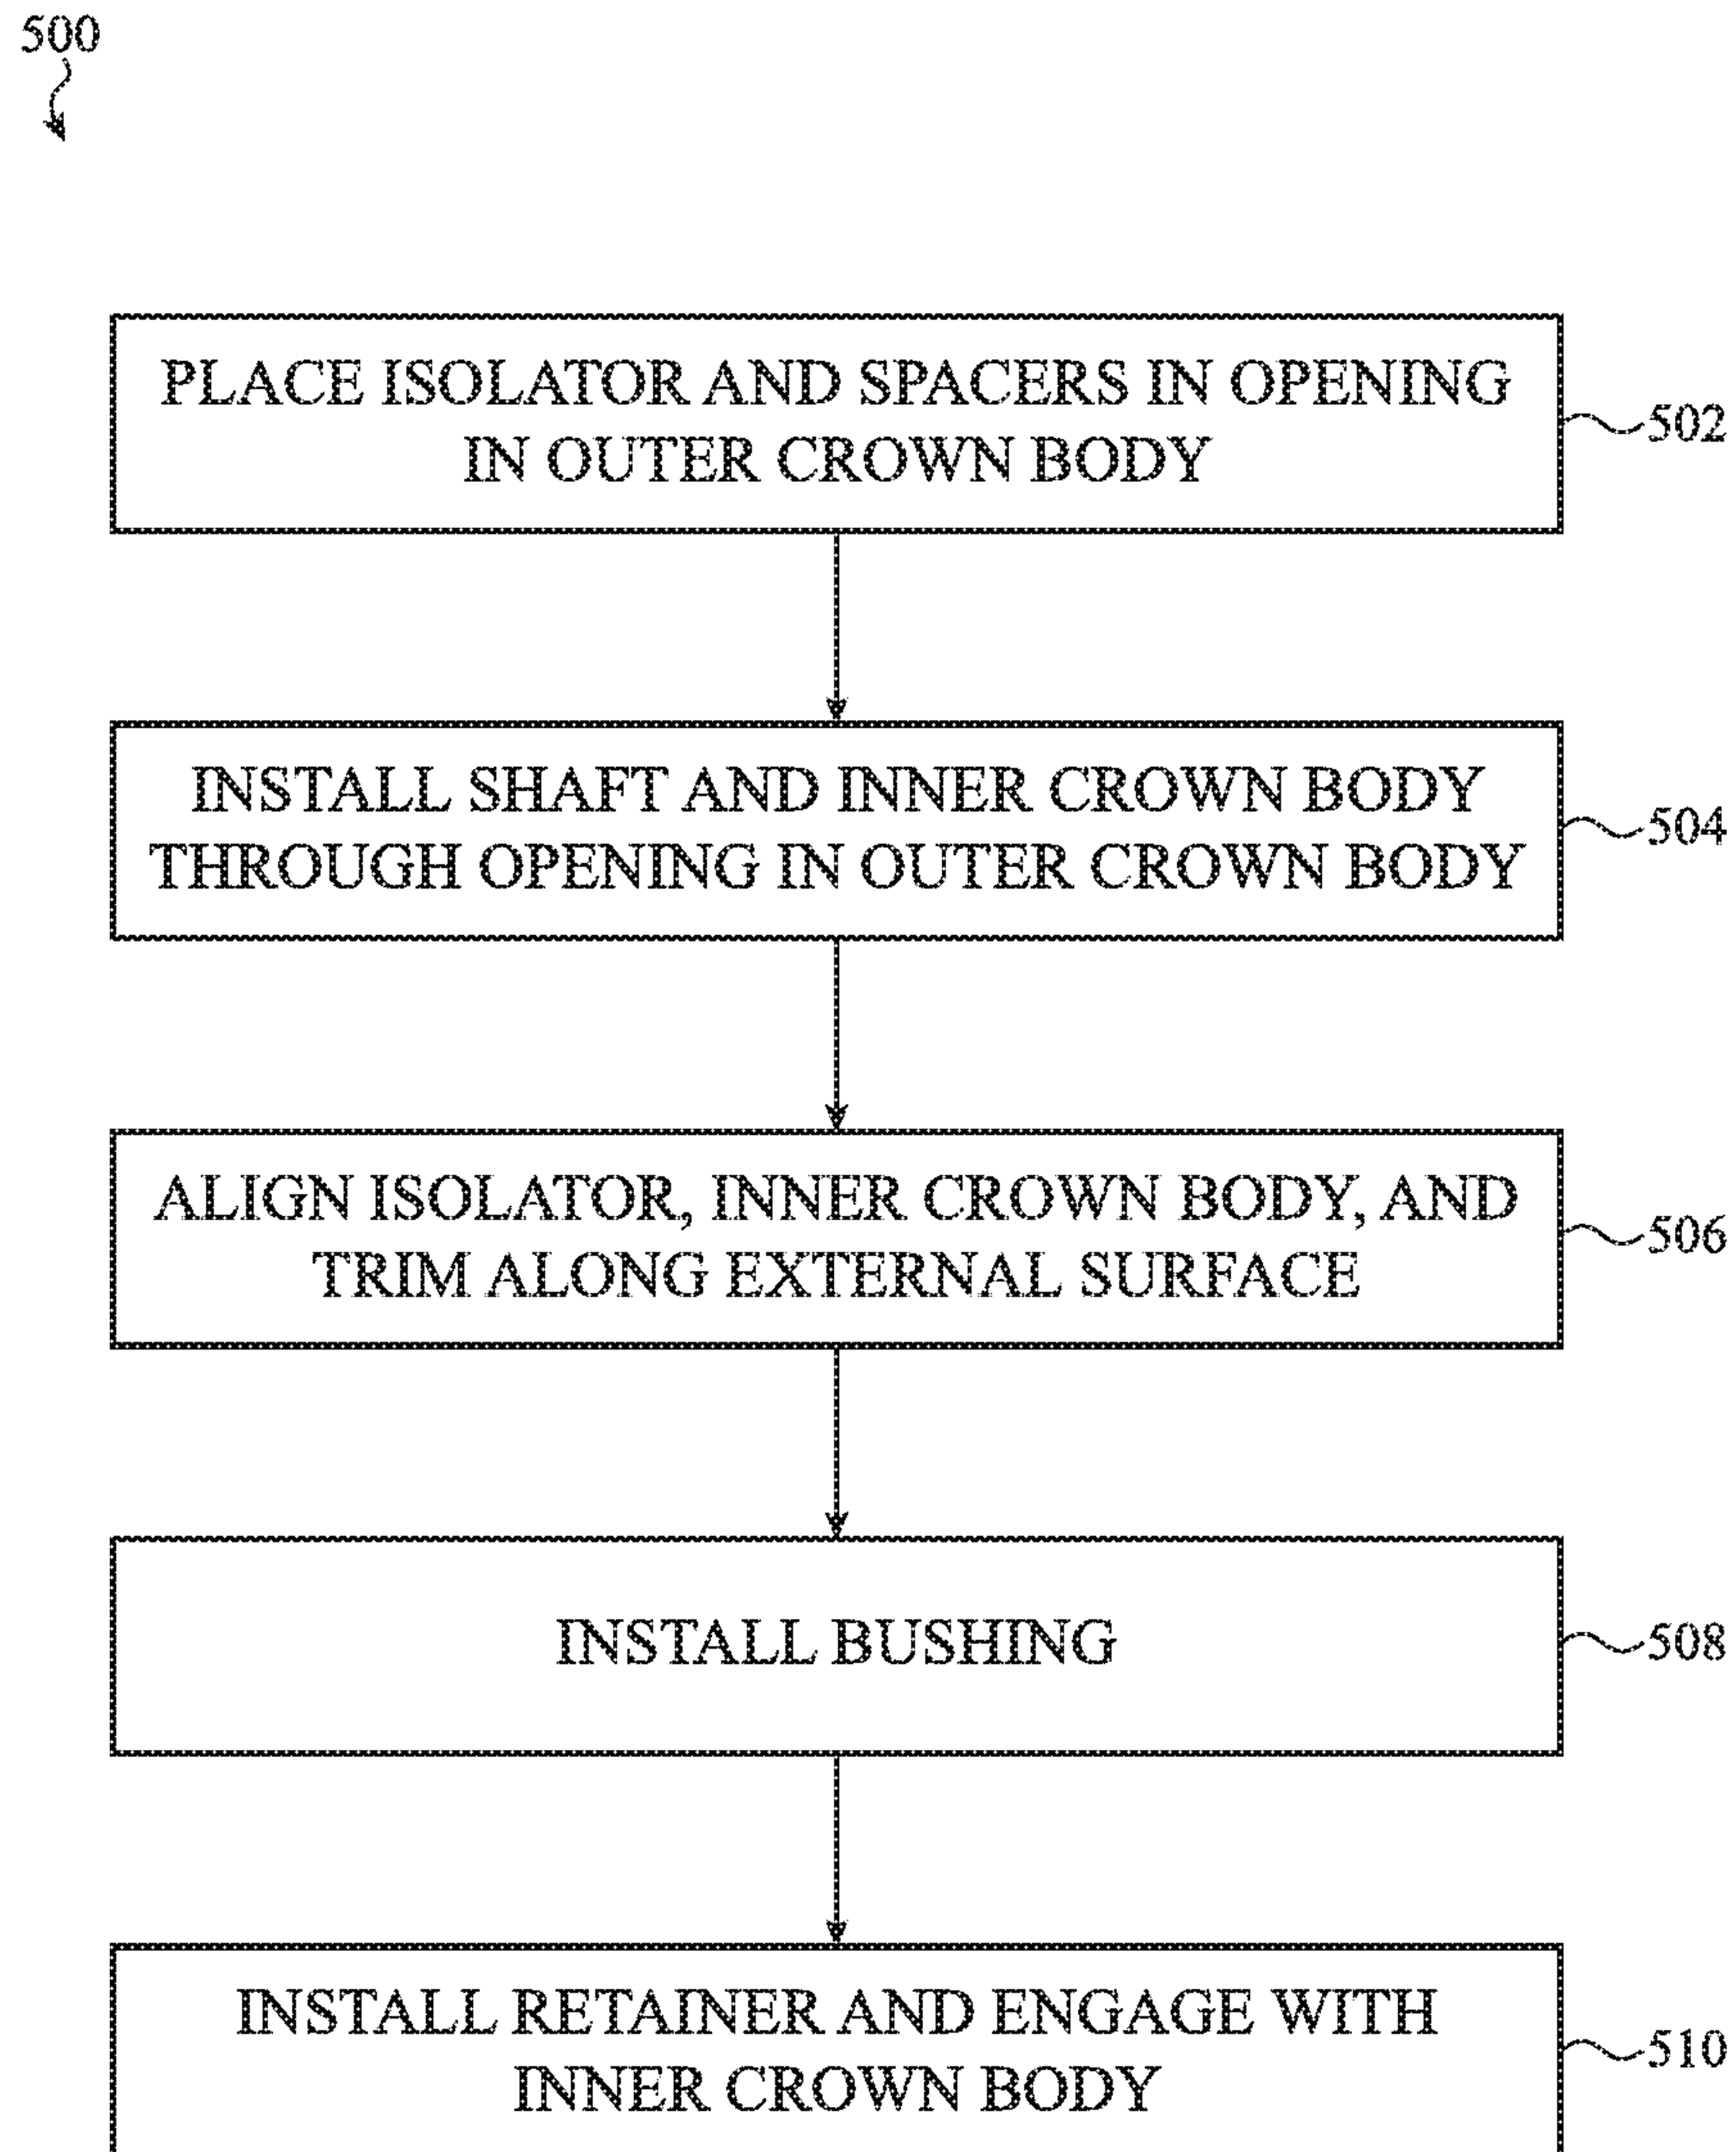 500
PLACE ISOLATOR AND SPACERS IN OPENING
IN OUTER CROWN BODY
502
INSTALL SHAFT AND INNER CROWN BODY
THROUGH OPENING IN OUTER CROWN BODY
504
ALIGN ISOLATOR, INNER CROWN BODY, AND
TRIM ALONG EXTERNAL SURFACE
506
INSTALL BUSHING
508
INSTALL RETAINER AND ENGAGE WITH
INNER CROWN BODY
510